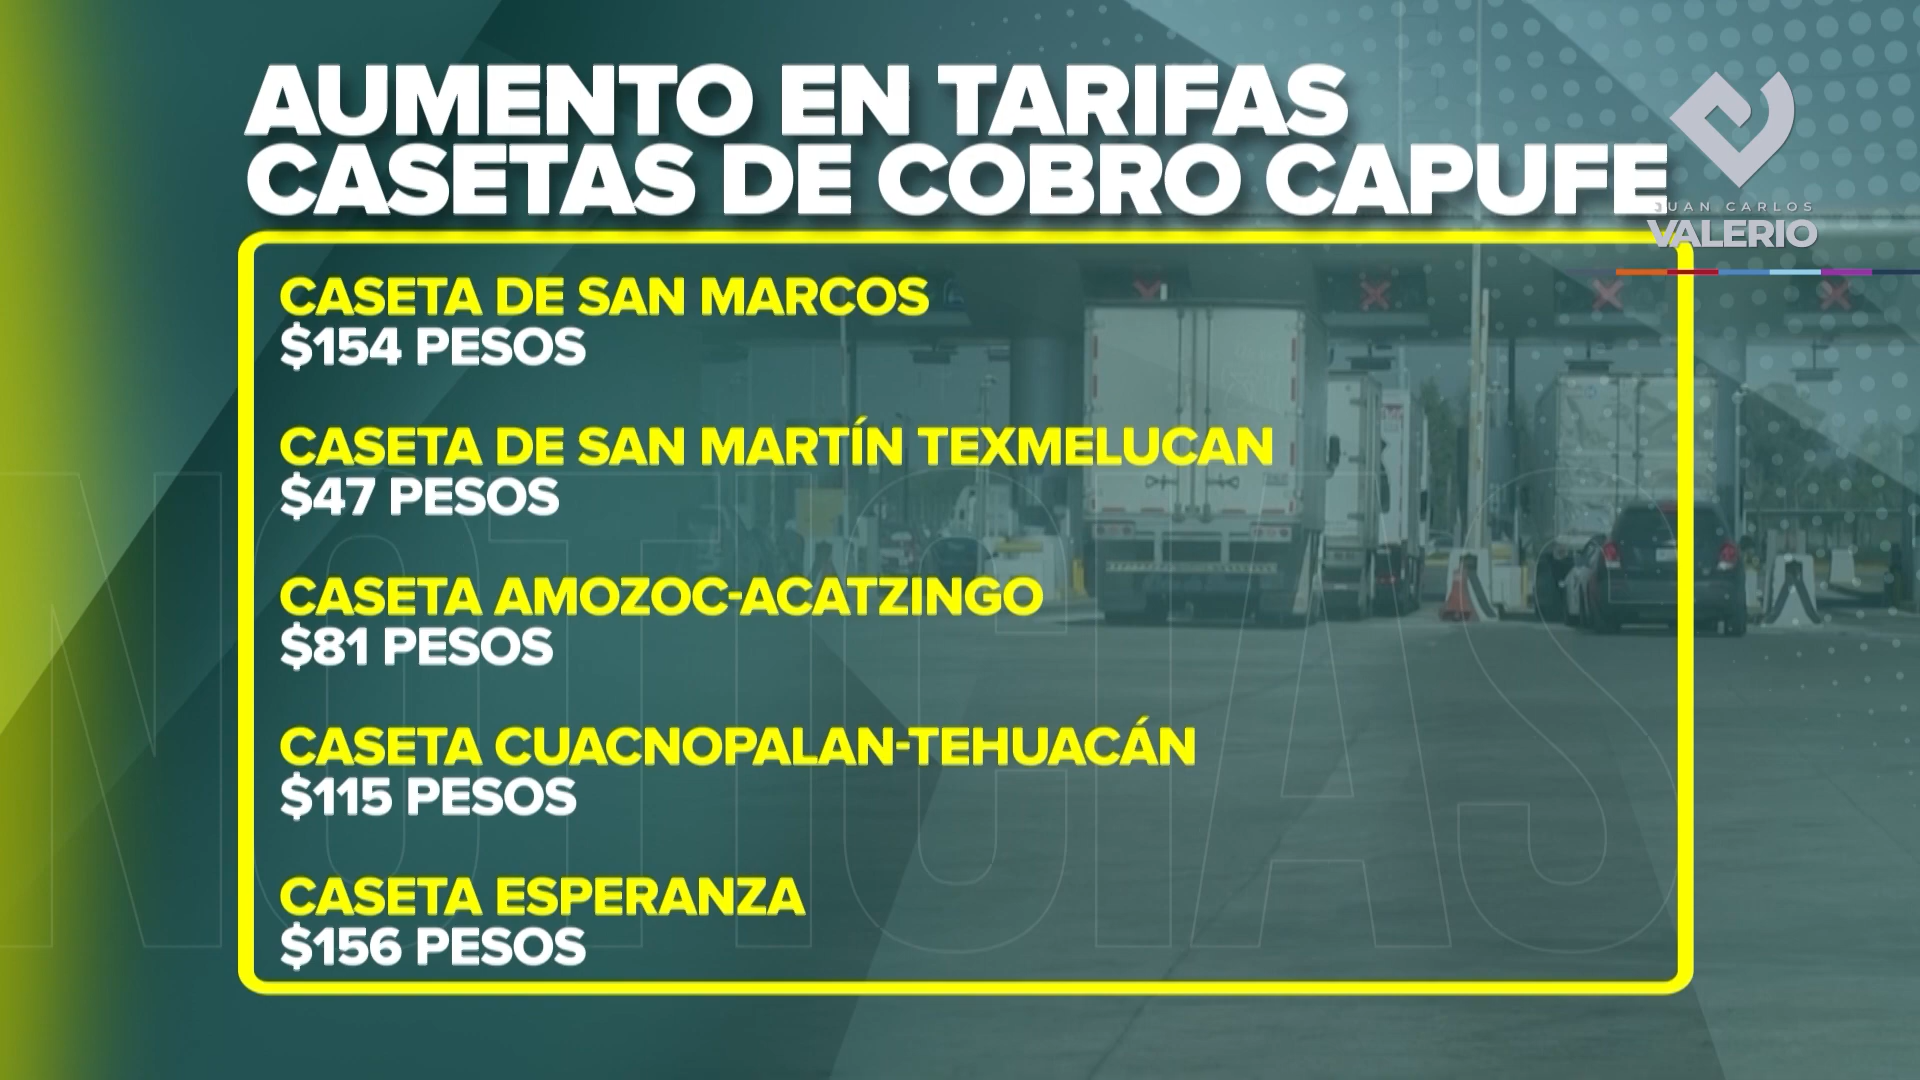 AUMENTO EN TARIFAS
CASETAS DE COBRO CAPUFE
JUAN CARLOS
VALERIO
CASETA DE SAN MARCOS
$154 PESOS
CASETA DE SAN MARTÍN TEXMELUCAN
$47 PESOS
CASETA AMOZOC-ACATZINGO
$81 PESOS
CASETA CUACNOPALAN-TEHUACÁN
$115 PESOS
CASETA ESPERANZA
$156 PESOS
NOTICIAS